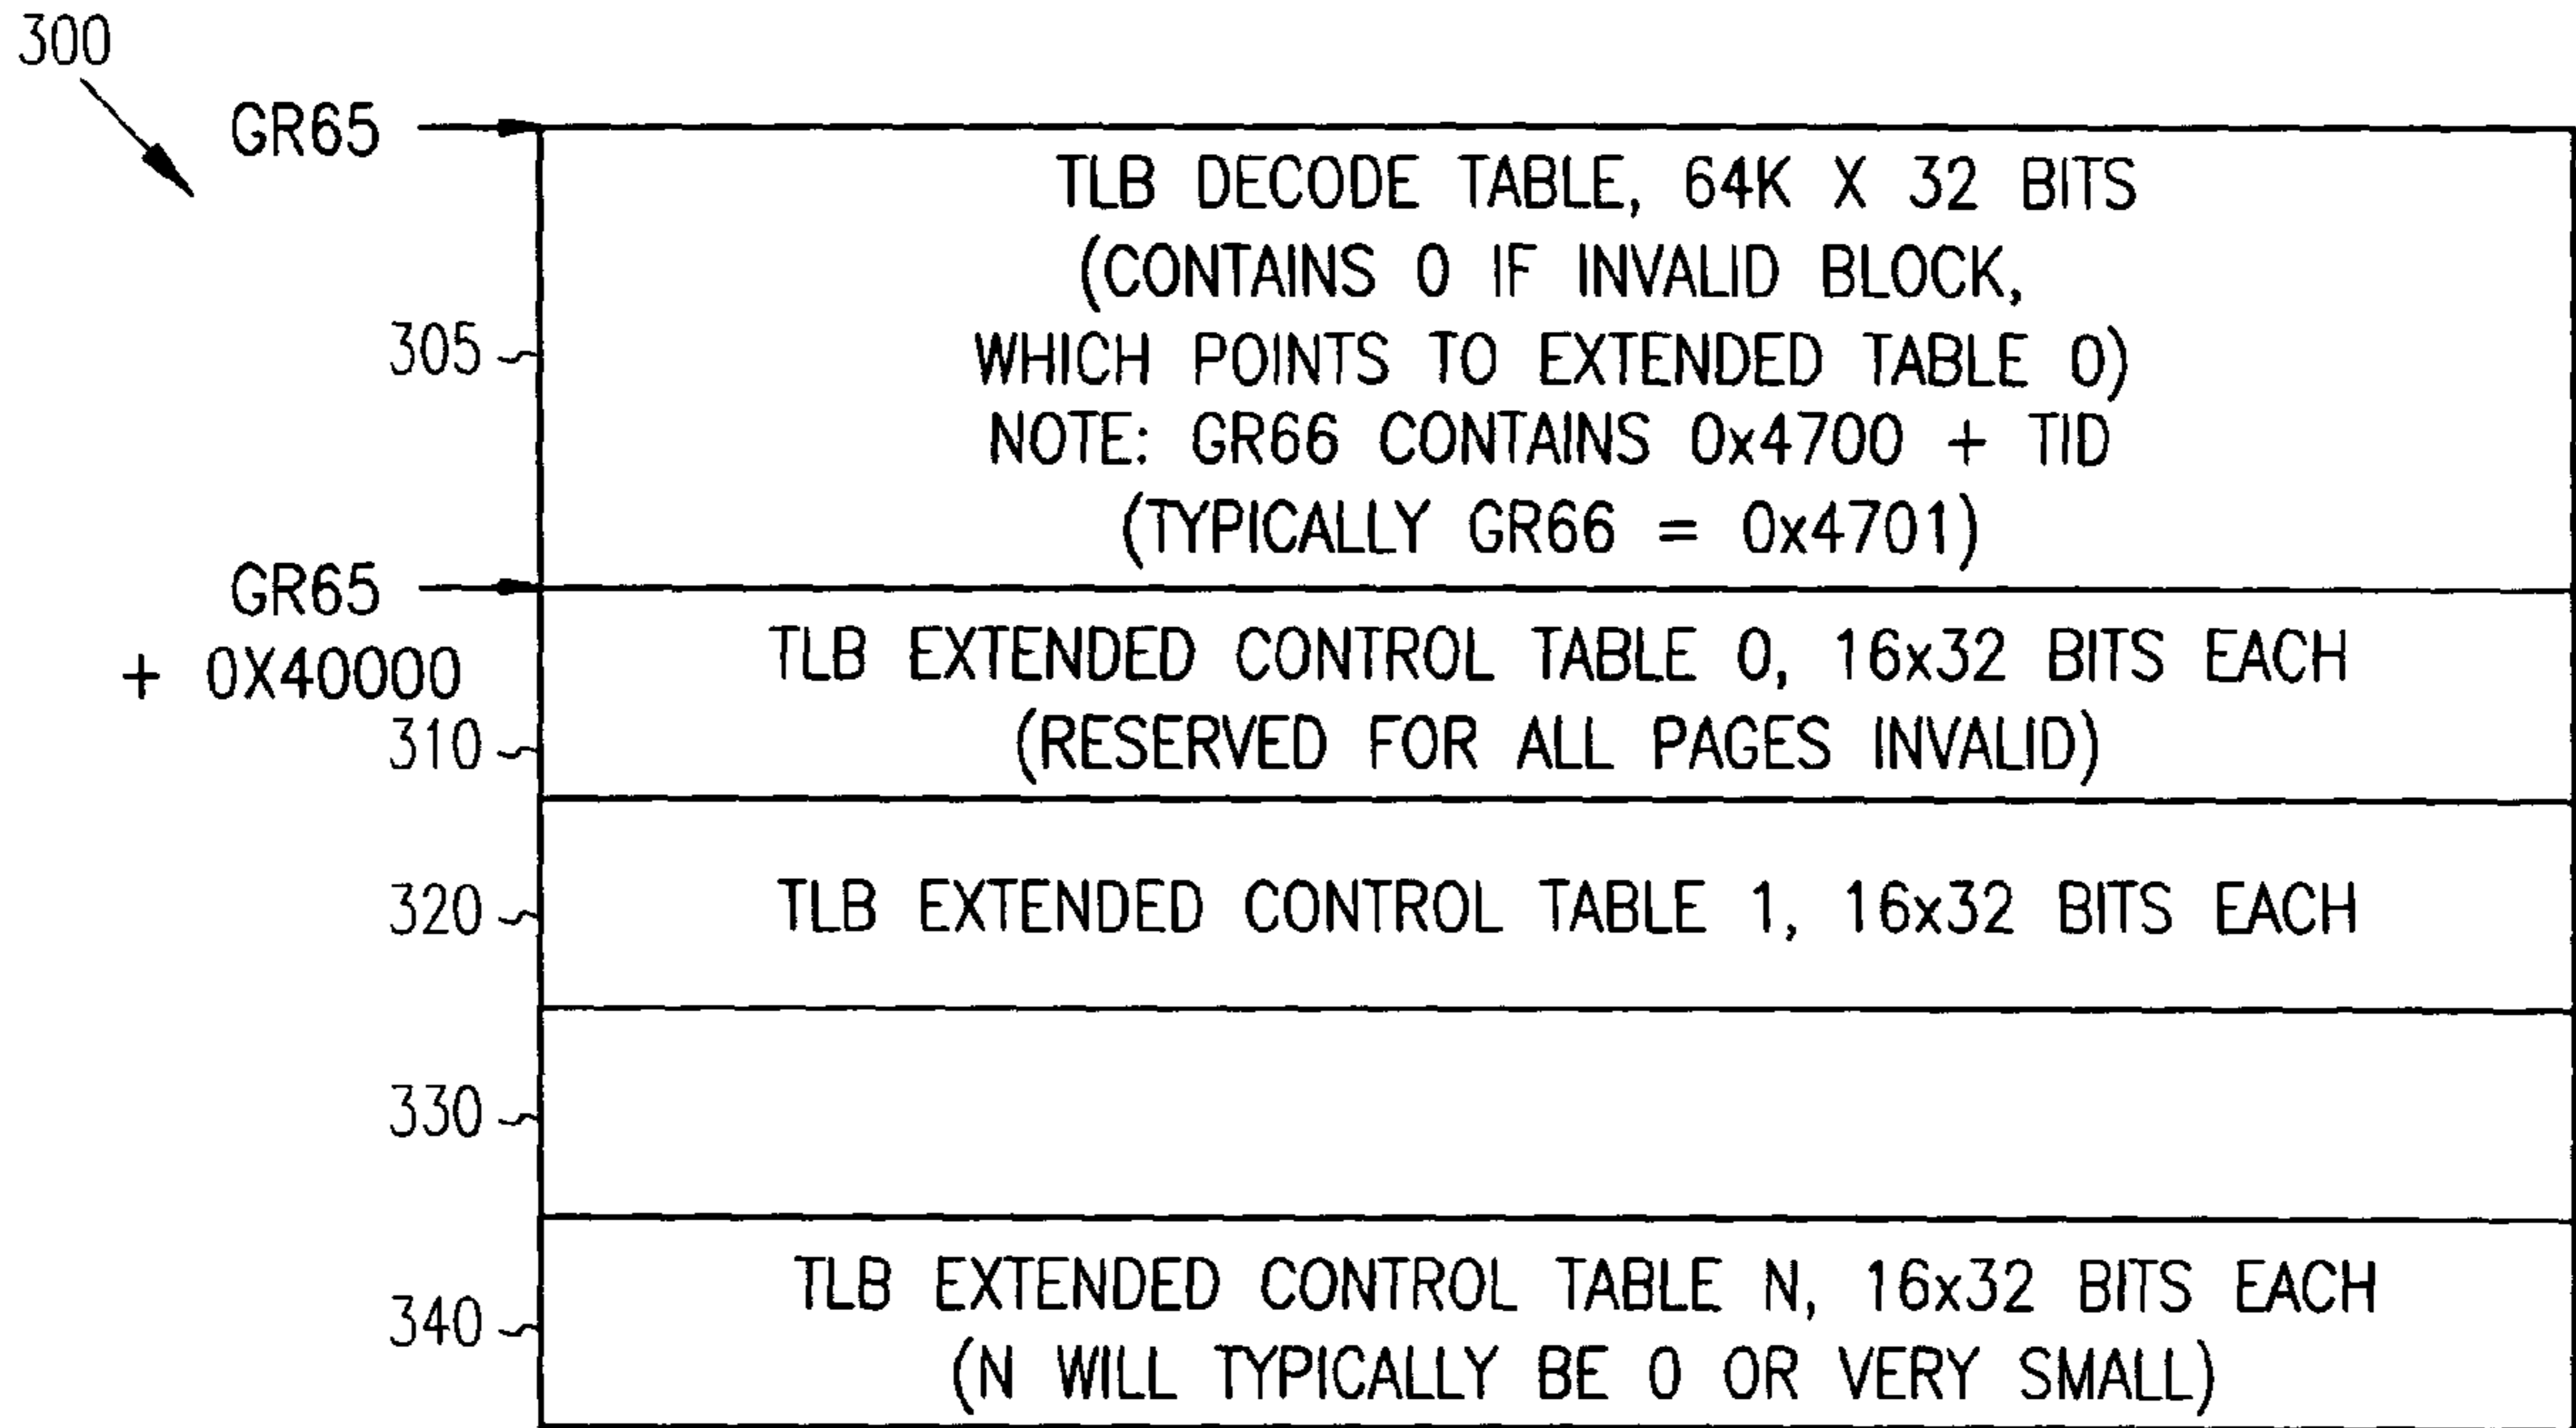 300
GR65
TLB DECODE TABLE, 64K X 32 BITS
(CONTAINS 0 IF INVALID BLOCK,
305
WHICH POINTS TO EXTENDED TABLE 0)
NOTE: GR66 CONTAINS 0x4700 + TID
(TYPICALLY GR66 = 0x4701)
GR65
+ 0X40000
TLB EXTENDED CONTROL TABLE 0, 16x32 BITS EACH
310
(RESERVED FOR ALL PAGES INVALID)
320
TLB EXTENDED CONTROL TABLE 1, 16x32 BITS EACH
330
340
TLB EXTENDED CONTROL TABLE N, 16x32 BITS EACH
(N WILL TYPICALLY BE 0 OR VERY SMALL)